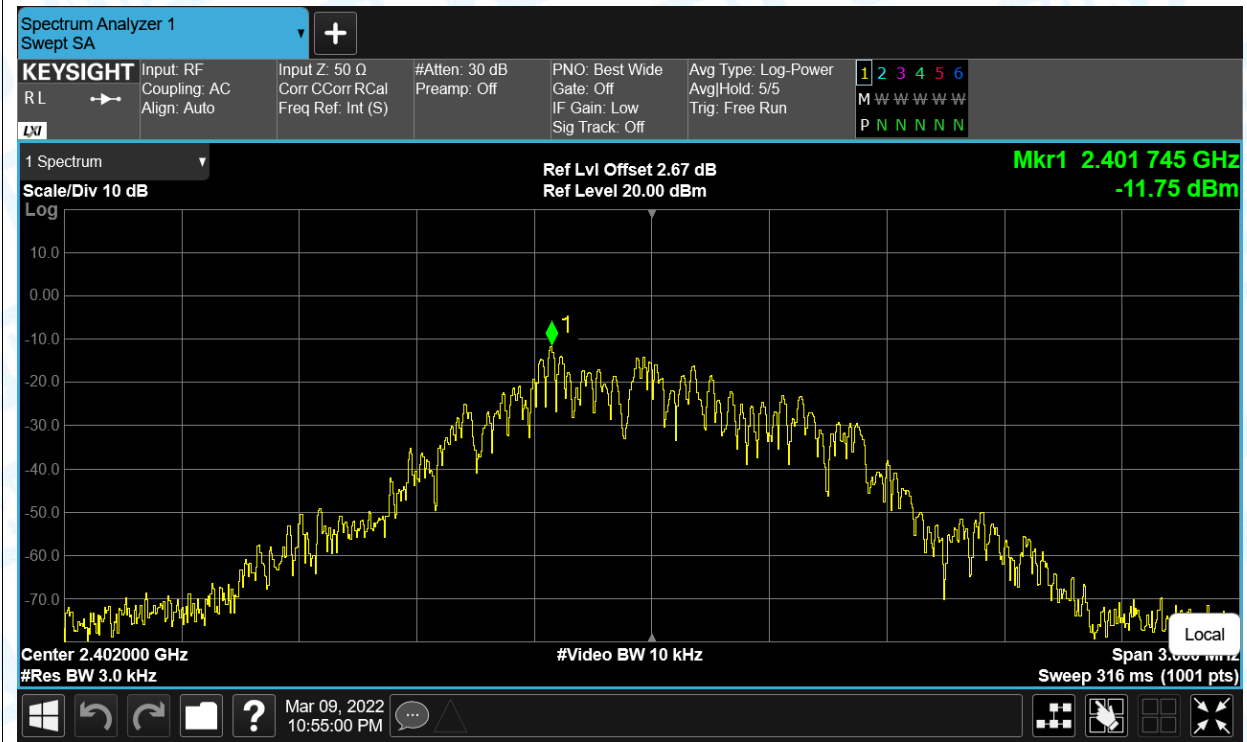 Spectrum Analyzer 1
Swept SA
KEYSIGHT
R L
LXI
Input: RF
Coupling: AC
Align: Auto
Input Z: 50 Ω
Corr CCorr RCal
Freq Ref: Int (S)
#Atten: 30 dB
Preamp: Off
PNO: Best Wide
Gate: Off
IF Gain: Low
Sig Track: Off
Avg Type: Log-Power
Avg|Hold: 5/5
Trig: Free Run
1 2 3 4 5 6
M W W W W W W
P N N N N N N
1 Spectrum
Scale/Div 10 dB
Ref Lvl Offset 2.67 dB
Ref Level 20.00 dBm
Mkr1 2.401 745 GHz
-11.75 dBm
Log
10.0
0.00
-10.0
-20.0
-30.0
-40.0
-50.0
-60.0
-70.0
1
Local
Center 2.402000 GHz
#Video BW 10 kHz
Span 3.000 MHz
#Res BW 3.0 kHz
Sweep 316 ms (1001 pts)
?
Mar 09, 2022
10:55:00 PM